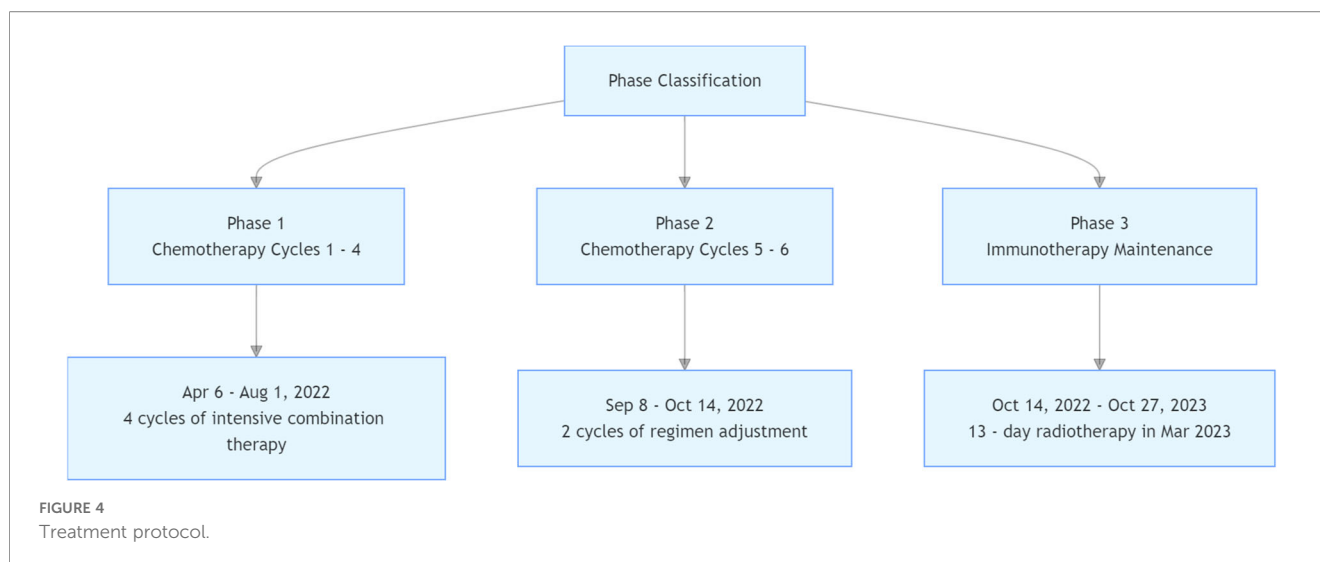 Phase Classification
Phase 1
Chemotherapy Cycles 1 - 4
Phase 2
Chemotherapy Cycles 5 - 6
Phase 3
Immunotherapy Maintenance
Apr 6 - Aug 1, 2022
4 cycles of intensive combination
therapy
Sep 8 - Oct 14, 2022
2 cycles of regimen adjustment
Oct 14, 2022 - Oct 27, 2023
13 - day radiotherapy in Mar 2023
FIGURE 4
Treatment protocol.